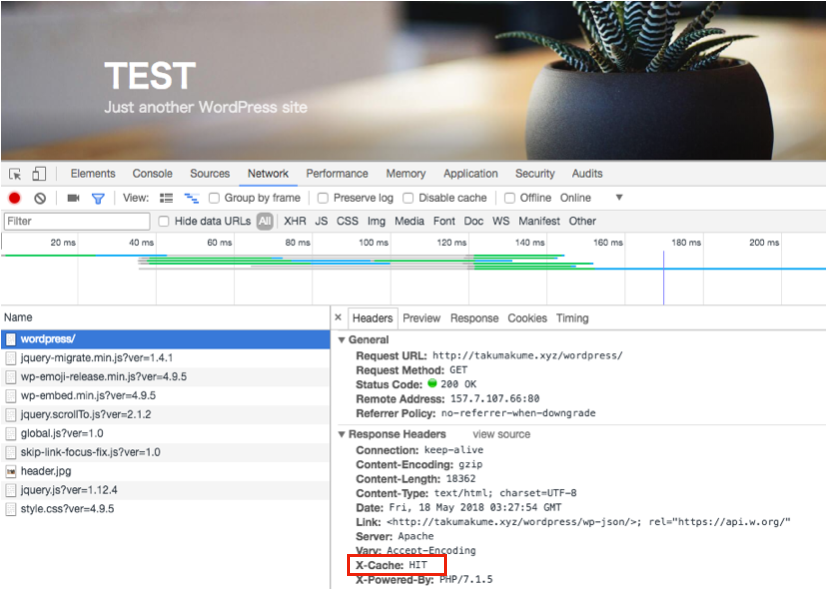 TEST
Just another WordPress site
Elements Console Sources Network Performance Memory Application Security Audits
View: Group by frame Preserve log Disable cache Offline Online ▼
Filter Hide data URLs All XHR JS CSS Img Media Font Doc WS Manifest Other
20 ms 40 ms 60 ms 80 ms 100 ms 120 ms 140 ms 160 ms 180 ms 200 ms
Name
wordpress/
jquery-migrate.min.js?ver=1.4.1
wp-emoji-release.min.js?ver=4.9.5
wp-embed.min.js?ver=4.9.5
jquery.scrollTo.js?ver=2.1.2
global.js?ver=1.0
skip-link-focus-fix.js?ver=1.0
header.jpg
jquery.js?ver=1.12.4
style.css?ver=4.9.5
× Headers Preview Response Cookies Timing
▼ General
Request URL: http://takumakume.xyz/wordpress/
Request Method: GET
Status Code: 200 OK
Remote Address: 157.7.107.66:80
Referrer Policy: no-referrer-when-downgrade
▼ Response Headers view source
Connection: keep-alive
Content-Encoding: gzip
Content-Length: 18362
Content-Type: text/html; charset=UTF-8
Date: Fri, 18 May 2018 03:27:54 GMT
Link: <http://takumakume.xyz/wordpress/wp-json/>; rel="https://api.w.org/"
Server: Apache
Vary: Accept-Encoding
X-Cache: HIT
X-Powered-By: PHP/7.1.5